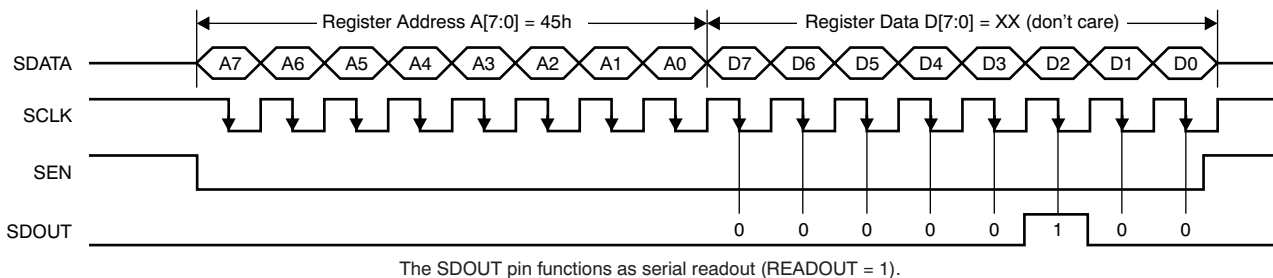 Register Address A[7:0] = 45h Register Data D[7:0] = XX (don't care)
SDATA A7 A6 A5 A4 A3 A2 A1 A0 D7 D6 D5 D4 D3 D2 D1 D0
SCLK
SEN
SDOUT 0 0 0 0 0 1 0 0
The SDOUT pin functions as serial readout (READOUT = 1).